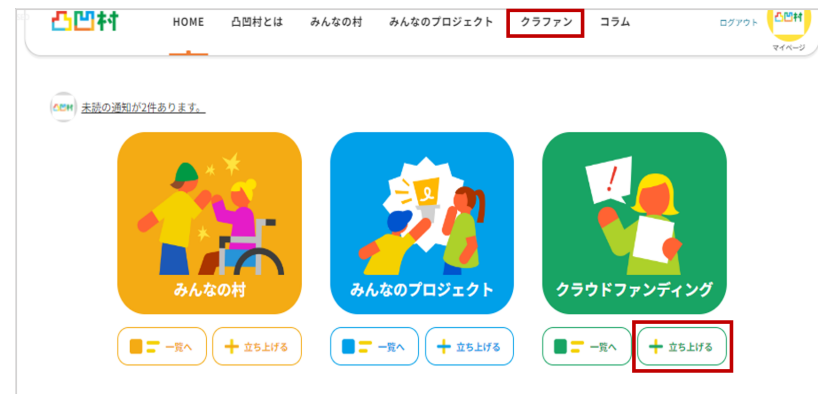 凸凹村 HOME 凸凹村とは みんなの村 みんなのプロジェクト クラファン コラム ログアウト 凸凹村
マイページ
凸凹村 未読の通知が2件あります。
みんなの村 みんなのプロジェクト クラウドファンディング
一覧へ 立ち上げる 一覧へ 立ち上げる 一覧へ 立ち上げる